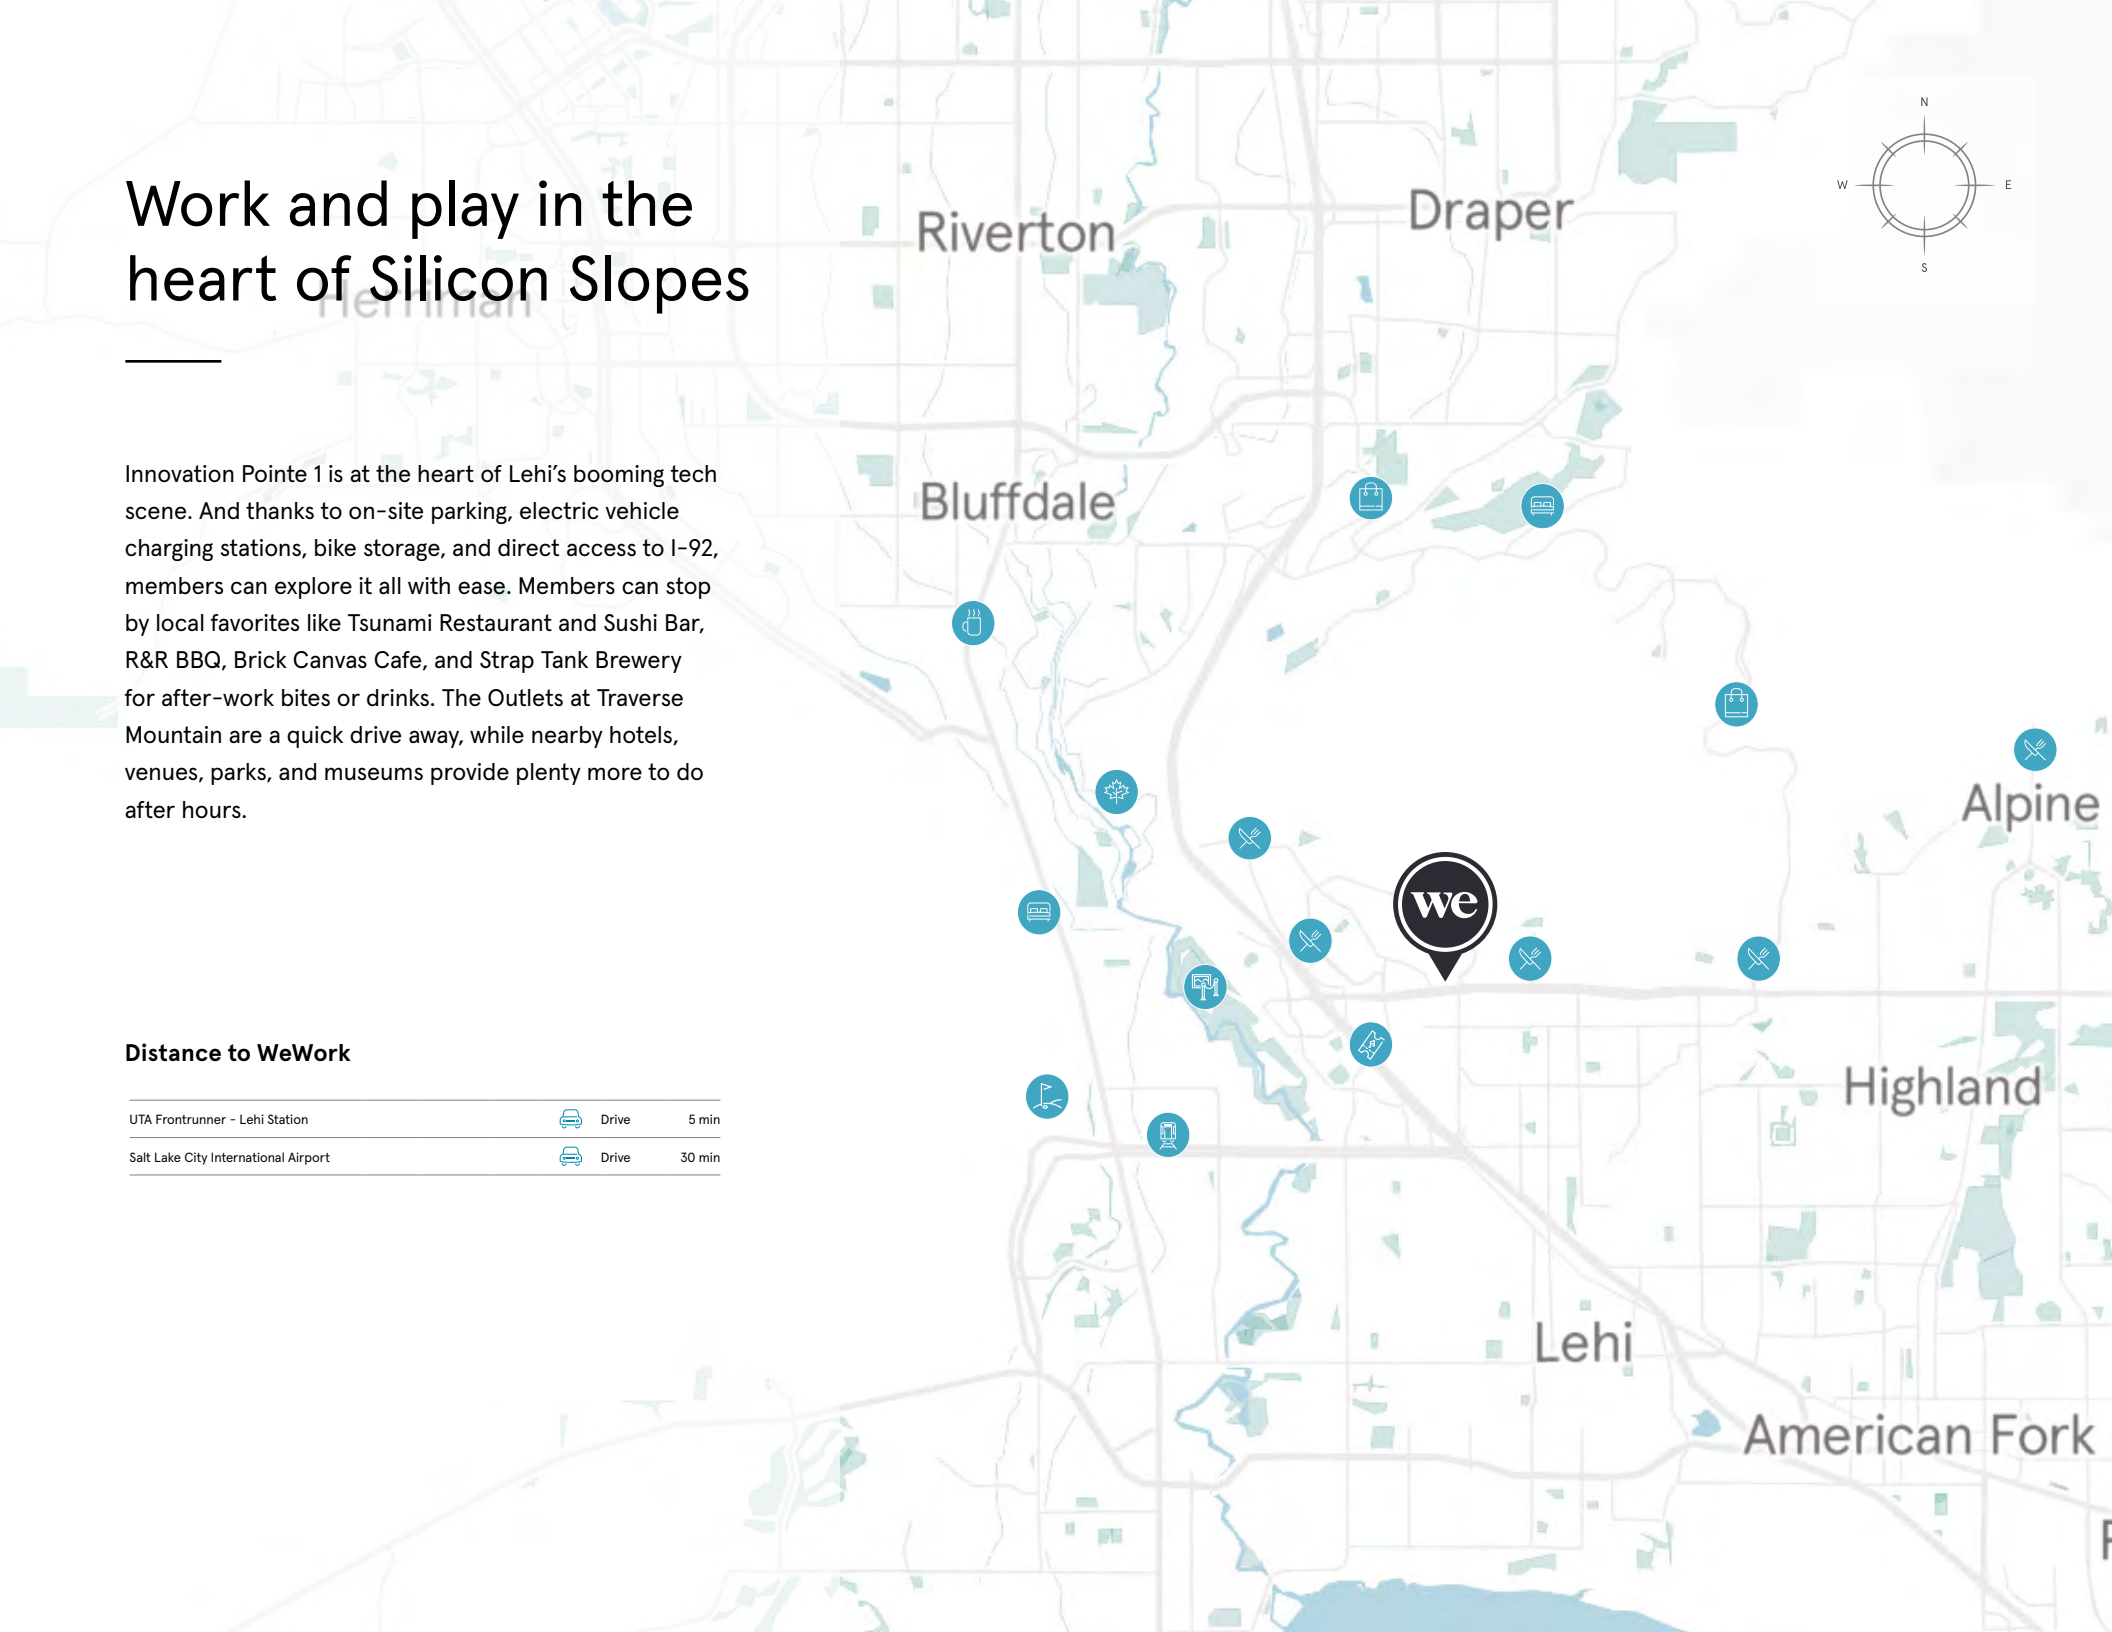 Work and play in the
heart of Silicon Slopes
Herriman
Innovation Pointe 1 is at the heart of Lehi’s booming tech
scene. And thanks to on-site parking, electric vehicle
charging stations, bike storage, and direct access to I-92,
members can explore it all with ease. Members can stop
by local favorites like Tsunami Restaurant and Sushi Bar,
R&R BBQ, Brick Canvas Cafe, and Strap Tank Brewery
for after-work bites or drinks. The Outlets at Traverse
Mountain are a quick drive away, while nearby hotels,
venues, parks, and museums provide plenty more to do
after hours.
Distance to WeWork
UTA Frontrunner - Lehi Station Drive 5 min
Salt Lake City International Airport Drive 30 min
N
W E
S
Riverton
Draper
Bluffdale
Alpine
we
Highland
Lehi
American Fork